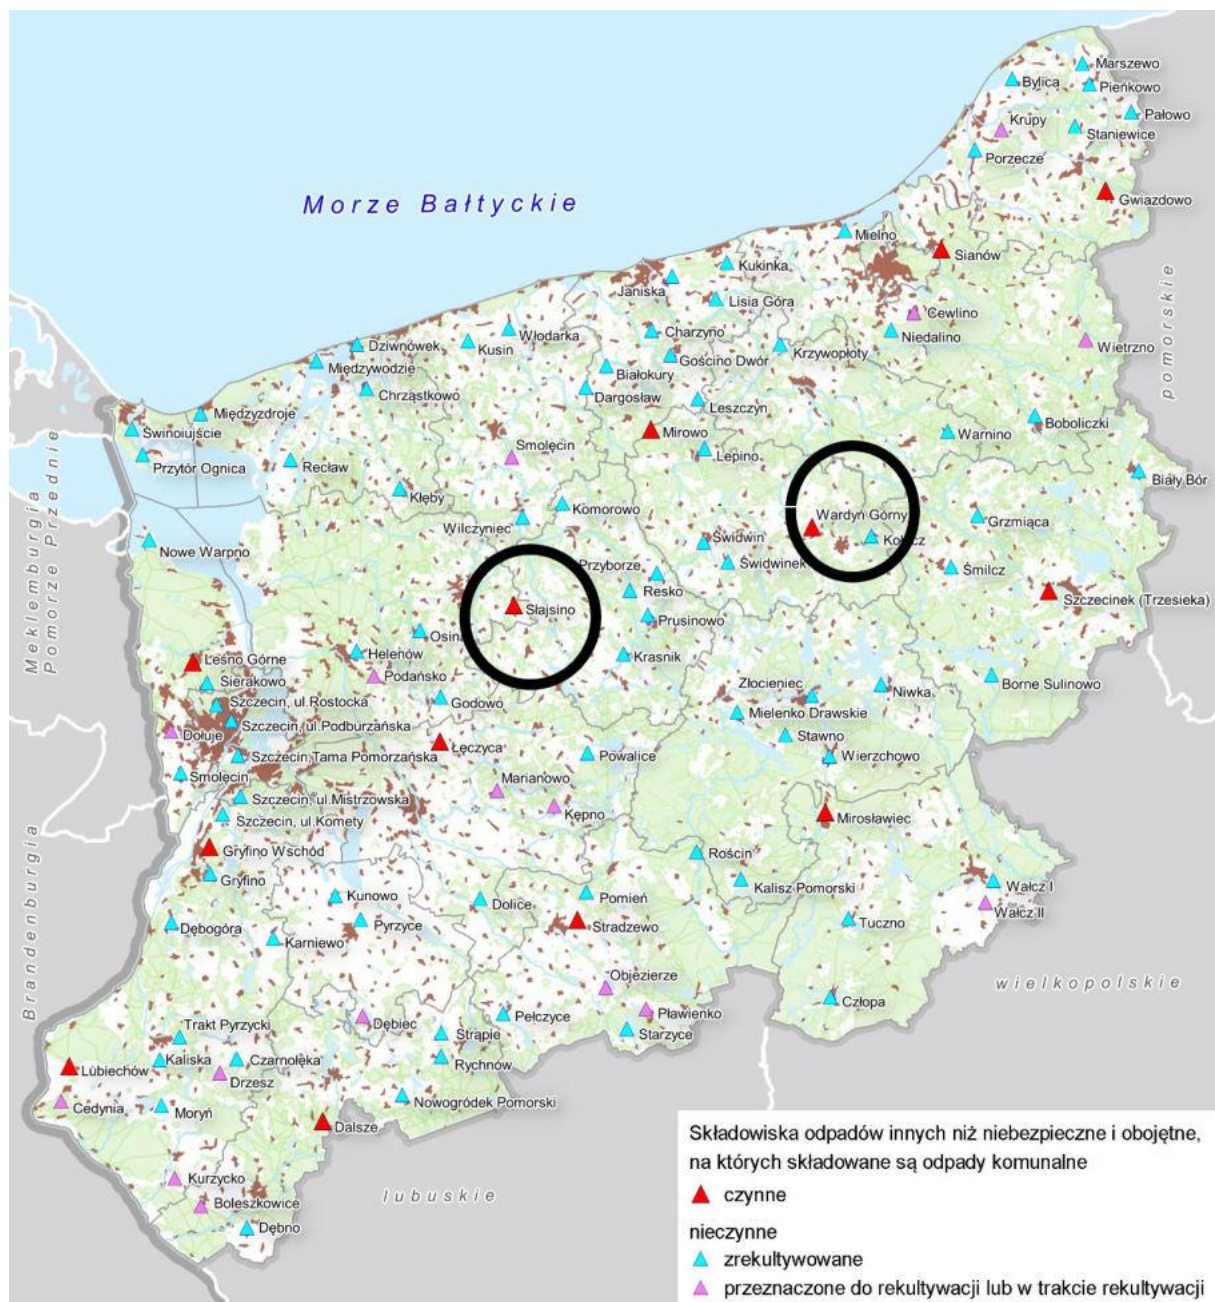 Marszewo
Bylica
Pieńkowo
Pałowo
Krupy
Staniewice
Porzecze
Gwiazdowo
Morze Bałtyckie
Mielno
Sianów
Kukinka
Janiska
Lisia Góra
pomorskie
Cewlino
Charzyno
Niedalino
Wietrzno
Włodarka
Kusin
Dziwnówek
Gościno Dwór
Krzywopłoty
Międzywodzie
Białokury
Chrząstkowo
Dargosław
Leszczyn
Międzyzdroje
Boboliczki
Świnoiujście
Mirowo
Warnino
Smolęcin
Lepino
Przytór Ognica
Recław
Biały Bór
Kłęby
Komorowo
Wardyń Górny
Grzmiąca
Wilczyniec
Nowe Warpno
Świdwin
Przyborze
Świdwinek
Śmilcz
Meklemburgia
Pomorze Przednie
Resko
Szczecinek (Trzesieka)
Słajsino
Prusinowo
Osina
Helenów
Krasnik
Leśno Górne
Podańsko
Sierakowo
Borne Sulinowo
Złocieniec
Niwka
Godowo
Szczecin, ul.Rostocka
Mielenko Drawskie
Szczecin, ul.Podburzańska
Dołuje
Stawno
Łęczyca
Szczecin,Tama Pomorzańska
Powalice
Wierzchowo
Smolęcin
Marianowo
Szczecin, ul.Mistrzowska
Kępno
Szczecin, ul.Komety
Mirosławiec
Gryfino Wschód
Rościn
Gryfino
Kalisz Pomorski
Wałcz I
Brandenburgia
Kunowo
Dolice
Pomień
Wałcz II
Dębogóra
Pyrzyce
Stradzewo
Tuczno
Karniewo
Objezierze
wielkopolskie
Człopa
Pławienko
Dębiec
Pełczyce
Starzyce
Trakt Pyrzycki
Strąpie
Kaliska
Czarnołęka
Rychnów
Lubiechów
Drzesz
Nowogródek Pomorski
Cedynia
Moryń
Dalsze
Kurzycko
lubuskie
Boleszkowice
Dębno
Składowiska odpadów innych niż niebezpieczne i obojętne,
na których składowane są odpady komunalne
czynne
nieczynne
zrekultywowane
przeznaczone do rekultywacji lub w trakcie rekultywacji